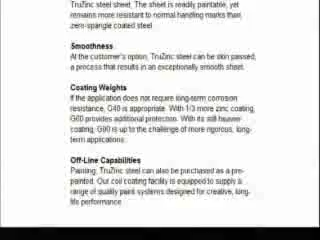 TruZinc steel sheet. The sheet is readily paintable, yet
remains more resistant to normal handling marks than
zero-spangle coated steel.
Smoothness
At the customer's option, TruZinc steel can be skin passed,
a process that results in an exceptionally smooth sheet.
Coating Weights
If the application does not require long-term corrosion
resistance, G40 is appropriate. With 1/3 more zinc coating,
G60 provides additional protection. With its still heavier
coating, G90 is up to the challenge of more rigorous, long-
term applications.
Off-Line Capabilities
Painting: TruZinc steel can also be purchased as a pre-
painted. Our coil coating facility is equipped to supply a
range of quality paint systems designed for creative, long-
life performance.